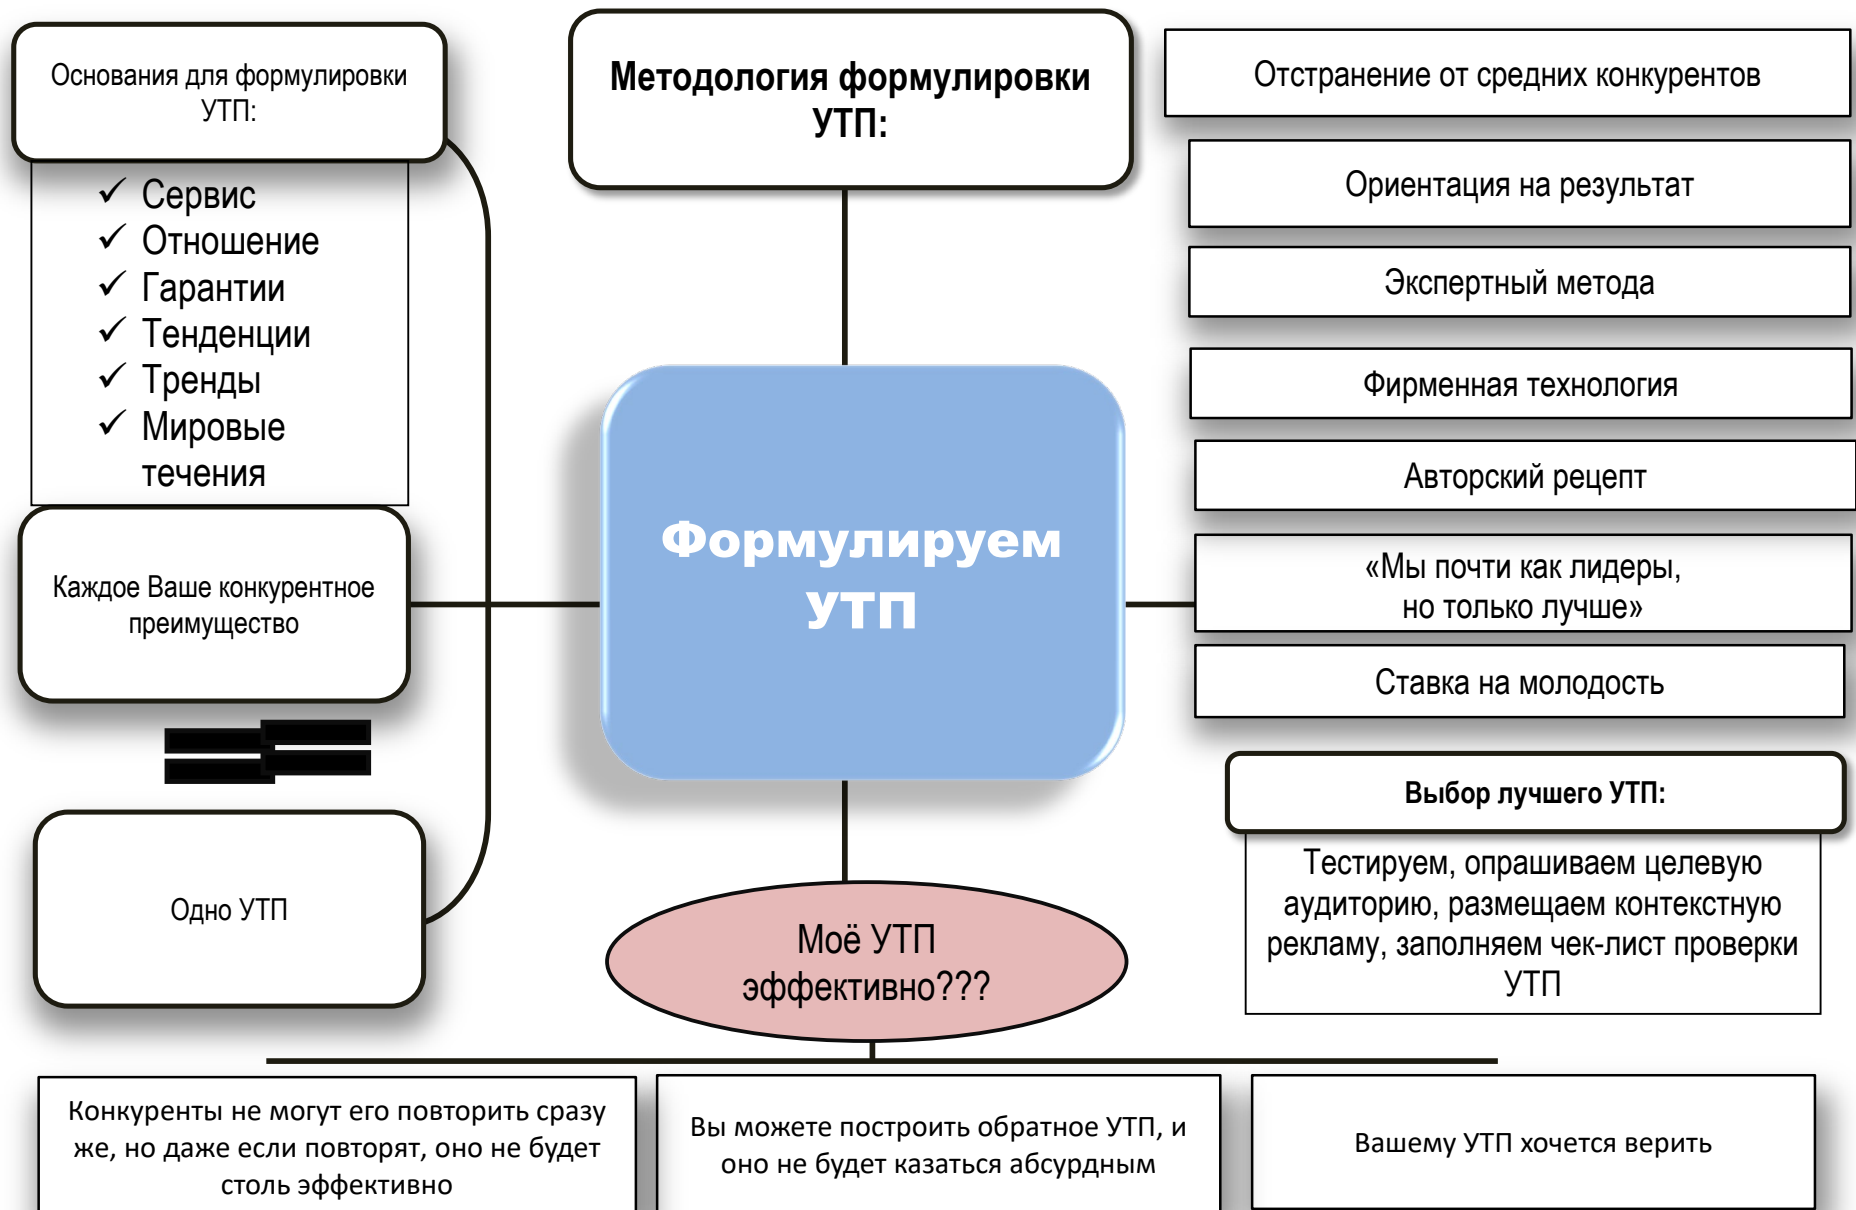 Основания для формулировки
УТП:
✓ Сервис
✓ Отношение
✓ Гарантии
✓ Тенденции
✓ Тренды
✓ Мировые
течения
Каждое Ваше конкурентное
преимущество
Одно УТП
Методология формулировки
УТП:
Формулируем
УТП
Моё УТП
эффективно???
Отстранение от средних конкурентов
Ориентация на результат
Экспертный метода
Фирменная технология
Авторский рецепт
«Мы почти как лидеры,
но только лучше»
Ставка на молодость
Выбор лучшего УТП:
Тестируем, опрашиваем целевую
аудиторию, размещаем контекстную
рекламу, заполняем чек-лист проверки
УТП
Конкуренты не могут его повторить сразу
же, но даже если повторят, оно не будет
столь эффективно
Вы можете построить обратное УТП, и
оно не будет казаться абсурдным
Вашему УТП хочется верить